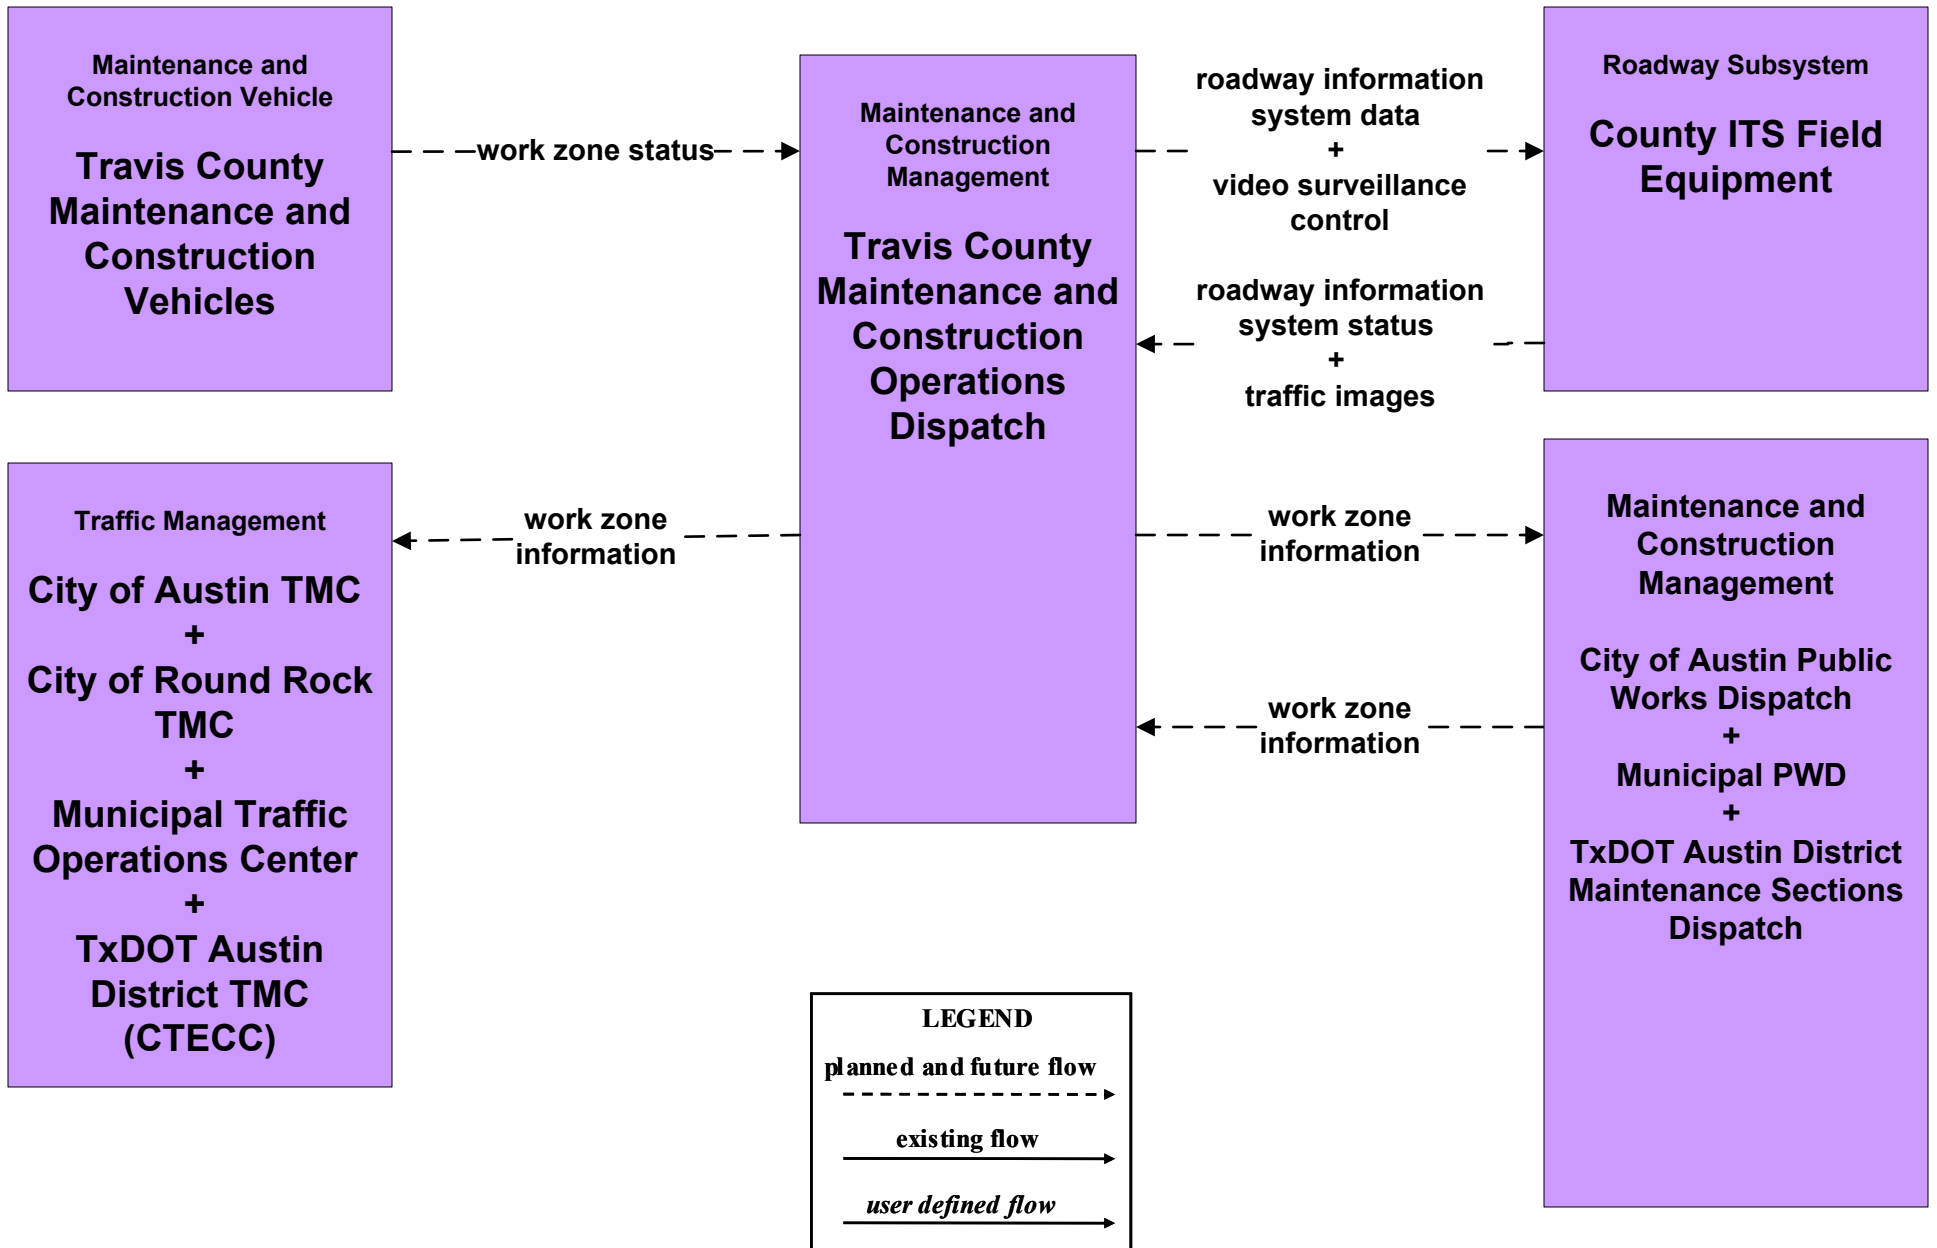 Maintenance and
Construction Vehicle
Travis County
Maintenance and
Construction
Vehicles
work zone status
Maintenance and
Construction
Management
Travis County
Maintenance and
Construction
Operations
Dispatch
roadway information
system data
+
video surveillance
control
roadway information
system status
+
traffic images
Roadway Subsystem
County ITS Field
Equipment
Traffic Management
City of Austin TMC
+
City of Round Rock
TMC
+
Municipal Traffic
Operations Center
+
TxDOT Austin
District TMC
(CTECC)
work zone
information
work zone
information
work zone
information
Maintenance and
Construction
Management
City of Austin Public
Works Dispatch
+
Municipal PWD
+
TxDOT Austin District
Maintenance Sections
Dispatch
LEGEND
planned and future flow
existing flow
user defined flow